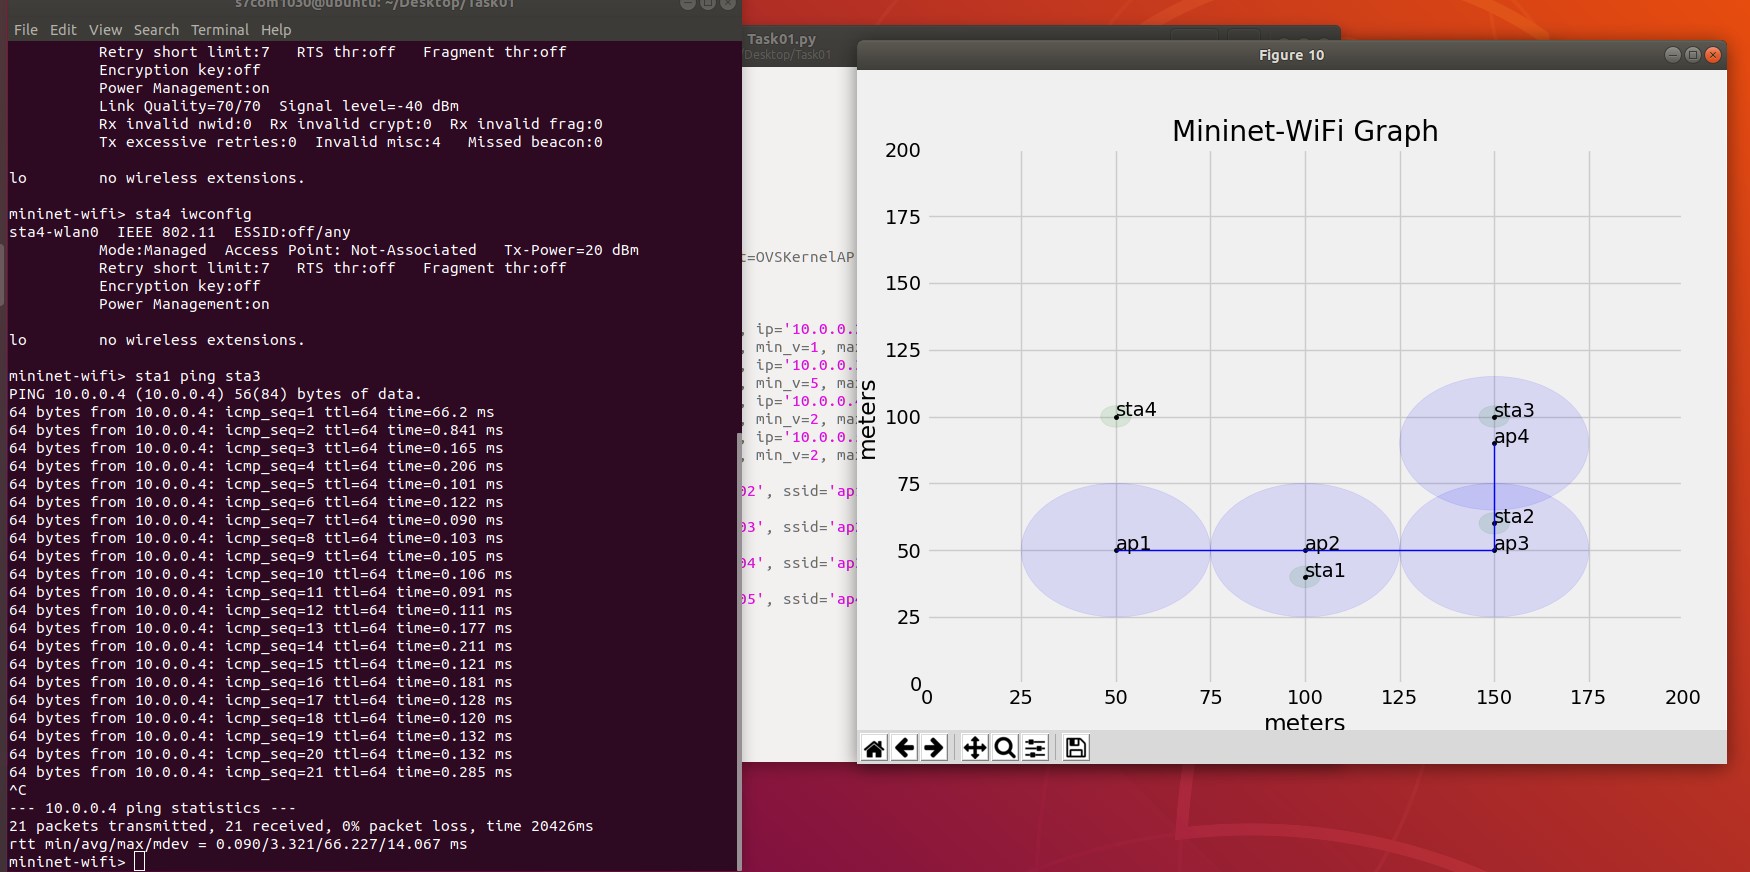 s7com1030@ubuntu: ~/Desktop/Task01
File Edit View Search Terminal Help
Retry short limit:7 RTS thr:off Fragment thr:off
Encryption key:off
Power Management:on
Link Quality=70/70 Signal level=-40 dBm
Rx invalid nwid:0 Rx invalid crypt:0 Rx invalid frag:0
Tx excessive retries:0 Invalid misc:4 Missed beacon:0
lo no wireless extensions.
mininet-wifi> sta4 iwconfig
sta4-wlan0 IEEE 802.11 ESSID:off/any
Mode:Managed Access Point: Not-Associated Tx-Power=20 dBm
Retry short limit:7 RTS thr:off Fragment thr:off
Encryption key:off
Power Management:on
lo no wireless extensions.
mininet-wifi> sta1 ping sta3
PING 10.0.0.4 (10.0.0.4) 56(84) bytes of data.
64 bytes from 10.0.0.4: icmp_seq=1 ttl=64 time=66.2 ms
64 bytes from 10.0.0.4: icmp_seq=2 ttl=64 time=0.841 ms
64 bytes from 10.0.0.4: icmp_seq=3 ttl=64 time=0.165 ms
64 bytes from 10.0.0.4: icmp_seq=4 ttl=64 time=0.206 ms
64 bytes from 10.0.0.4: icmp_seq=5 ttl=64 time=0.101 ms
64 bytes from 10.0.0.4: icmp_seq=6 ttl=64 time=0.122 ms
64 bytes from 10.0.0.4: icmp_seq=7 ttl=64 time=0.090 ms
64 bytes from 10.0.0.4: icmp_seq=8 ttl=64 time=0.103 ms
64 bytes from 10.0.0.4: icmp_seq=9 ttl=64 time=0.105 ms
64 bytes from 10.0.0.4: icmp_seq=10 ttl=64 time=0.106 ms
64 bytes from 10.0.0.4: icmp_seq=11 ttl=64 time=0.091 ms
64 bytes from 10.0.0.4: icmp_seq=12 ttl=64 time=0.111 ms
64 bytes from 10.0.0.4: icmp_seq=13 ttl=64 time=0.177 ms
64 bytes from 10.0.0.4: icmp_seq=14 ttl=64 time=0.211 ms
64 bytes from 10.0.0.4: icmp_seq=15 ttl=64 time=0.121 ms
64 bytes from 10.0.0.4: icmp_seq=16 ttl=64 time=0.181 ms
64 bytes from 10.0.0.4: icmp_seq=17 ttl=64 time=0.128 ms
64 bytes from 10.0.0.4: icmp_seq=18 ttl=64 time=0.120 ms
64 bytes from 10.0.0.4: icmp_seq=19 ttl=64 time=0.132 ms
64 bytes from 10.0.0.4: icmp_seq=20 ttl=64 time=0.132 ms
64 bytes from 10.0.0.4: icmp_seq=21 ttl=64 time=0.285 ms
^C
--- 10.0.0.4 ping statistics ---
21 packets transmitted, 21 received, 0% packet loss, time 20426ms
rtt min/avg/max/mdev = 0.090/3.321/66.227/14.067 ms
mininet-wifi>
Task01.py
/Desktop/Task01
t=OVSKernelAP
, ip='10.0.0.
, min_v=1, ma
, ip='10.0.0.
, min_v=5, ma
, ip='10.0.0.
, min_v=2, ma
, ip='10.0.0.
, min_v=2, ma
02', ssid='ap
03', ssid='ap
04', ssid='ap
05', ssid='ap
Figure 10
Mininet-WiFi Graph
200
175
150
125
100
75
50
25
0
meters
sta4
sta3
ap4
sta2
ap1
ap2
ap3
sta1
0 25 50 75 100 125 150 175 200
meters